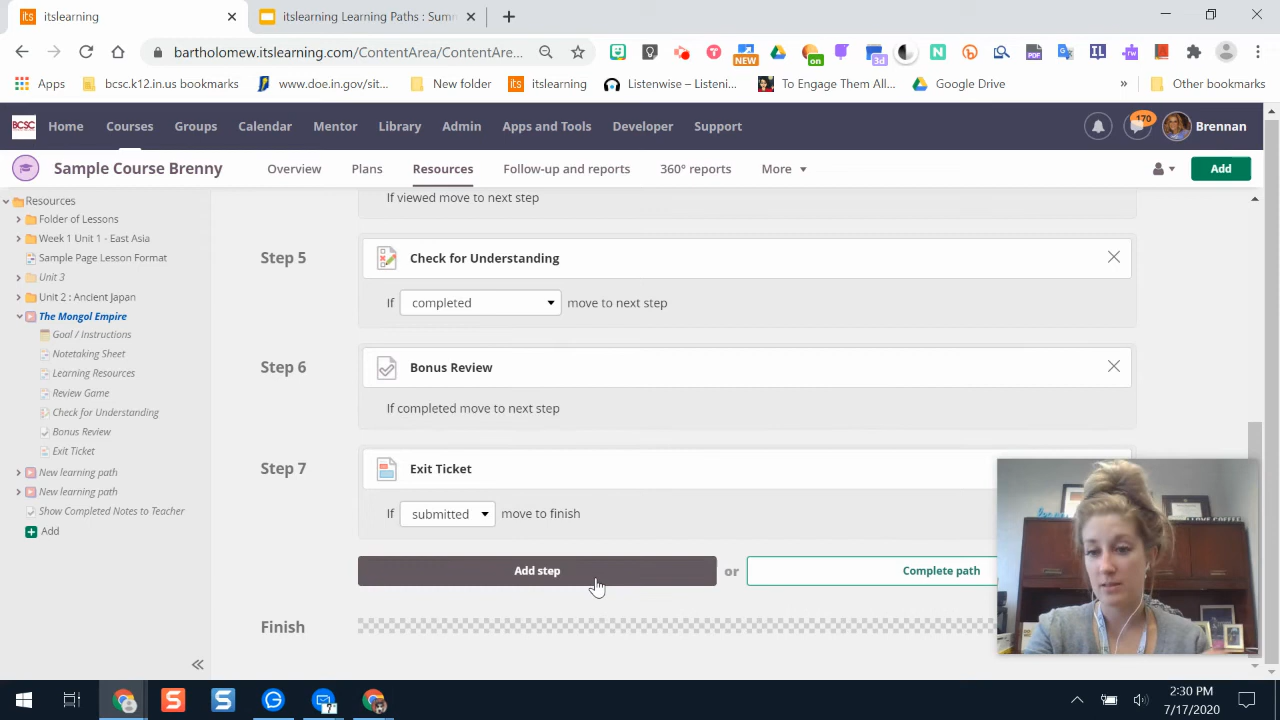 itslearning
itslearning Learning Paths : Sum
bartholomew.itslearning.com/ContentArea/ContentAre...
NEW
on
3d
N
PDF
IL
rw
Apps
bcsc.k12.in.us bookmarks
www.doe.in.gov/sit...
New folder
itslearning
Listenwise – Listeni...
To Engage Them All...
Google Drive
»
Other bookmarks
BCSC
Home
Courses
Groups
Calendar
Mentor
Library
Admin
Apps and Tools
Developer
Support
170
Brennan
Sample Course Brenny
Overview
Plans
Resources
Follow-up and reports
360° reports
More
Add
Resources
Folder of Lessons
Week 1 Unit 1 - East Asia
Sample Page Lesson Format
Unit 3
Unit 2 : Ancient Japan
The Mongol Empire
Goal / Instructions
Notetaking Sheet
Learning Resources
Review Game
Check for Understanding
Bonus Review
Exit Ticket
New learning path
New learning path
Show Completed Notes to Teacher
Add
If viewed move to next step
Step 5
Check for Understanding
If completed move to next step
Step 6
Bonus Review
If completed move to next step
Step 7
Exit Ticket
If submitted move to finish
Add step or Complete path
Finish
2:30 PM
7/17/2020